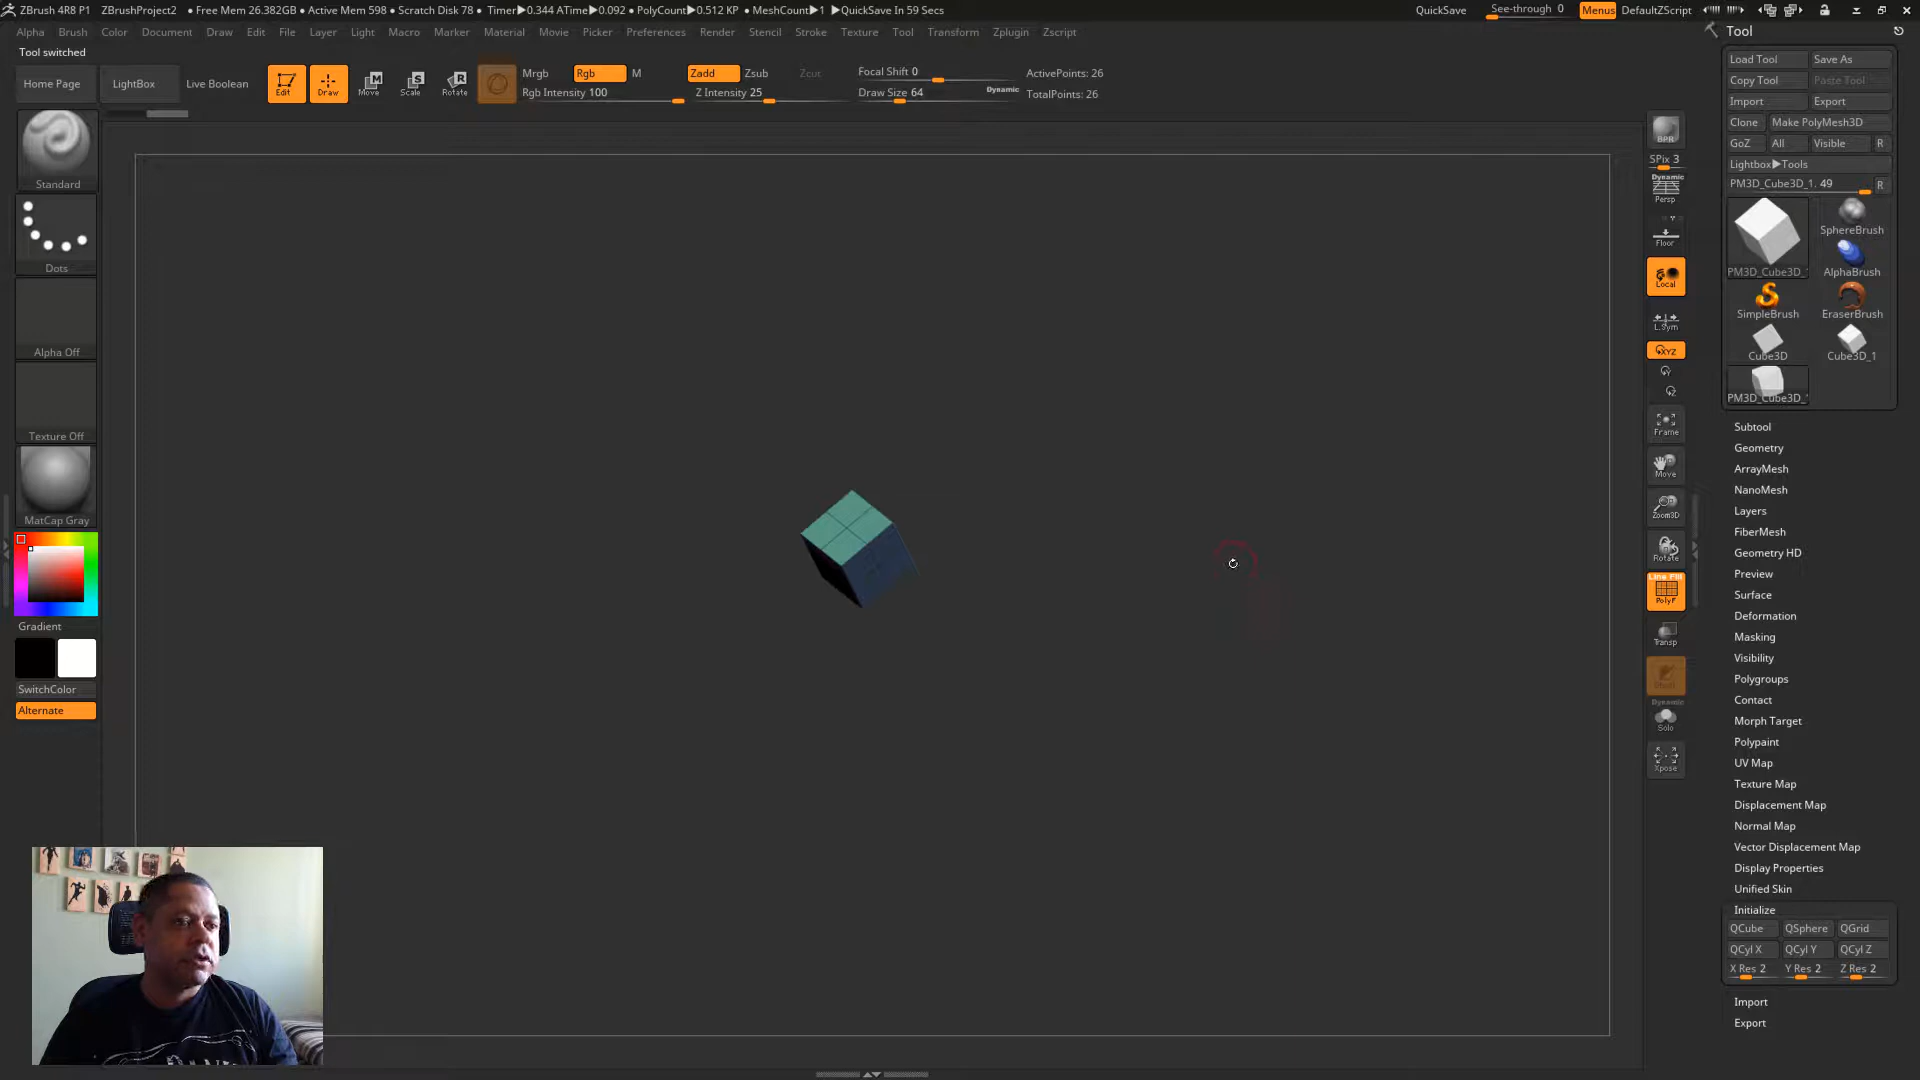 ZBrush 4R8 P1 ZBrushProject2 • Free Mem 26.382GB • Active Mem 598 • Scratch Disk 78 • Timer▶0.344 ATime▶0.092 • PolyCount▶0.512 KP • MeshCount▶1 ▶QuickSave In 59 Secs QuickSave See-through 0 Menus DefaultZScript
Alpha Brush Color Document Draw Edit File Layer Light Macro Marker Material Movie Picker Preferences Render Stencil Stroke Texture Tool Transform Zplugin Zscript
Tool switched
Home Page LightBox Live Boolean Edit Draw Move Scale Rotate
Mrgb Rgb M Zadd Zsub Zcut Focal Shift 0 ActivePoints: 26
Rgb Intensity 100 Z Intensity 25 Draw Size 64 Dynamic TotalPoints: 26
Standard
Dots
Alpha Off
Texture Off
MatCap Gray
Gradient
SwitchColor
Alternate
BPR
SPix 3
Dynamic
Persp
Floor
Local
L.Sym
XYZ
Frame
Move
Zoom3D
Rotate
Line Fill
PolyF
Transp
Dynamic
Solo
Xpose
Tool
Load Tool Save As
Copy Tool Paste Tool
Import Export
Clone Make PolyMesh3D
GoZ All Visible R
Lightbox▶Tools
PM3D_Cube3D_1. 49 R
SphereBrush
PM3D_Cube3D_ AlphaBrush
SimpleBrush EraserBrush
Cube3D Cube3D_1
PM3D_Cube3D_
Subtool
Geometry
ArrayMesh
NanoMesh
Layers
FiberMesh
Geometry HD
Preview
Surface
Deformation
Masking
Visibility
Polygroups
Contact
Morph Target
Polypaint
UV Map
Texture Map
Displacement Map
Normal Map
Vector Displacement Map
Display Properties
Unified Skin
Initialize
QCube QSphere QGrid
QCyl X QCyl Y QCyl Z
X Res 2 Y Res 2 Z Res 2
Import
Export